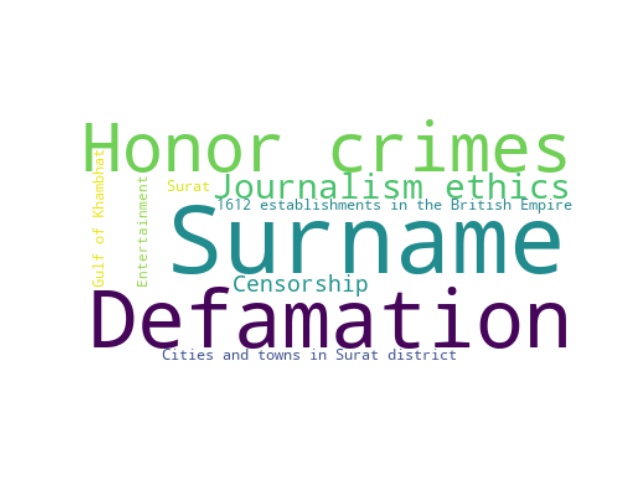 Honor crimes
Gulf of Khambhat
Entertainment
Surat
Journalism ethics
1612 establishments in the British Empire
Surname
Censorship
Defamation
Cities and towns in Surat district